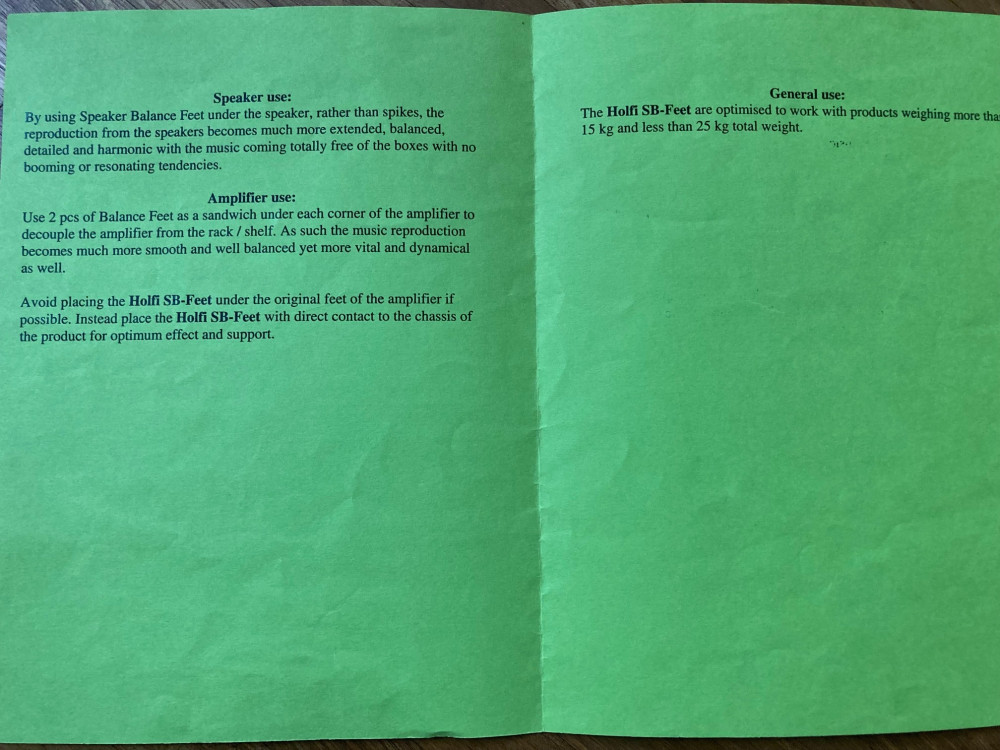 Speaker use:
By using Speaker Balance Feet under the speaker, rather than spikes, the
reproduction from the speakers becomes much more extended, balanced,
detailed and harmonic with the music coming totally free of the boxes with no
booming or resonating tendencies.
Amplifier use:
Use 2 pcs of Balance Feet as a sandwich under each corner of the amplifier to
decouple the amplifier from the rack / shelf. As such the music reproduction
becomes much more smooth and well balanced yet more vital and dynamical
as well.
Avoid placing the Holfi SB-Feet under the original feet of the amplifier if
possible. Instead place the Holfi SB-Feet with direct contact to the chassis of
the product for optimum effect and support.
General use:
The Holfi SB-Feet are optimised to work with products weighing more tha
15 kg and less than 25 kg total weight.